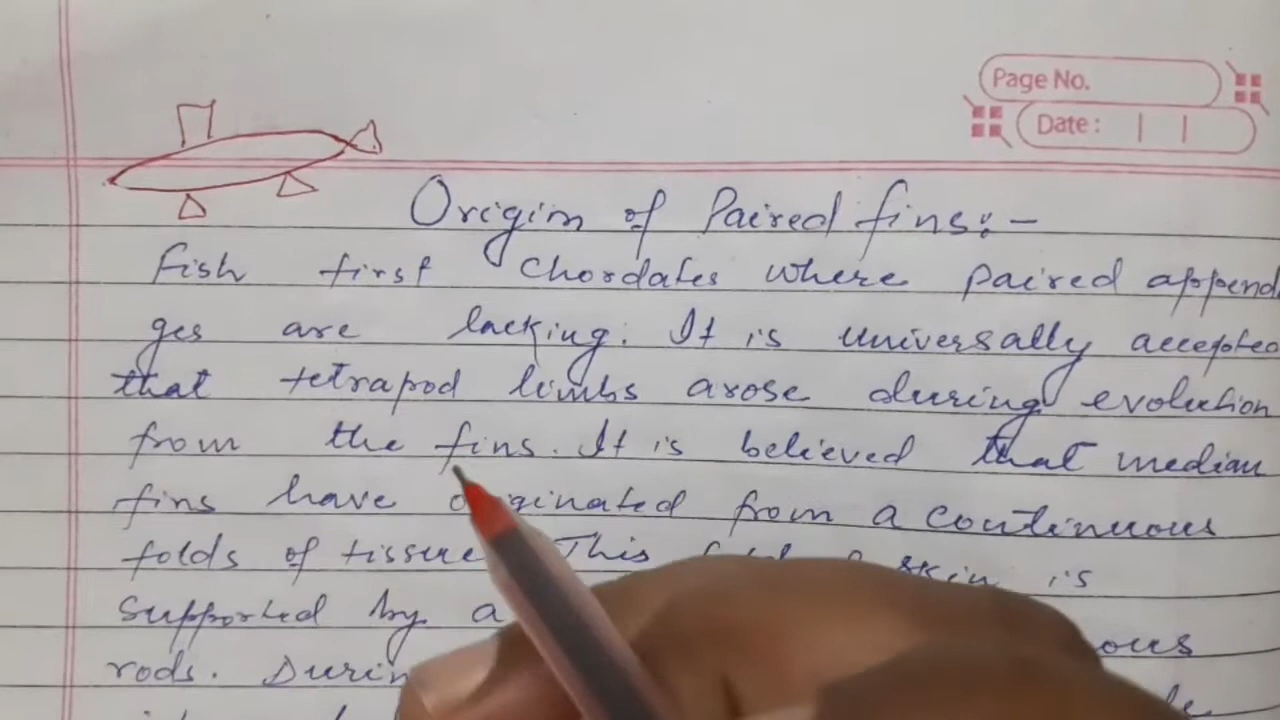 Page No.
Date :
Origin of Paired fins:-
Fish first chordates where paired append
ges are lacking. It is universally accepted
that tetrapod limbs arose during evolution
from the fins. It is believed that median
fins have originated from a continuous
folds of tissue This skin is
supported by a
rods.